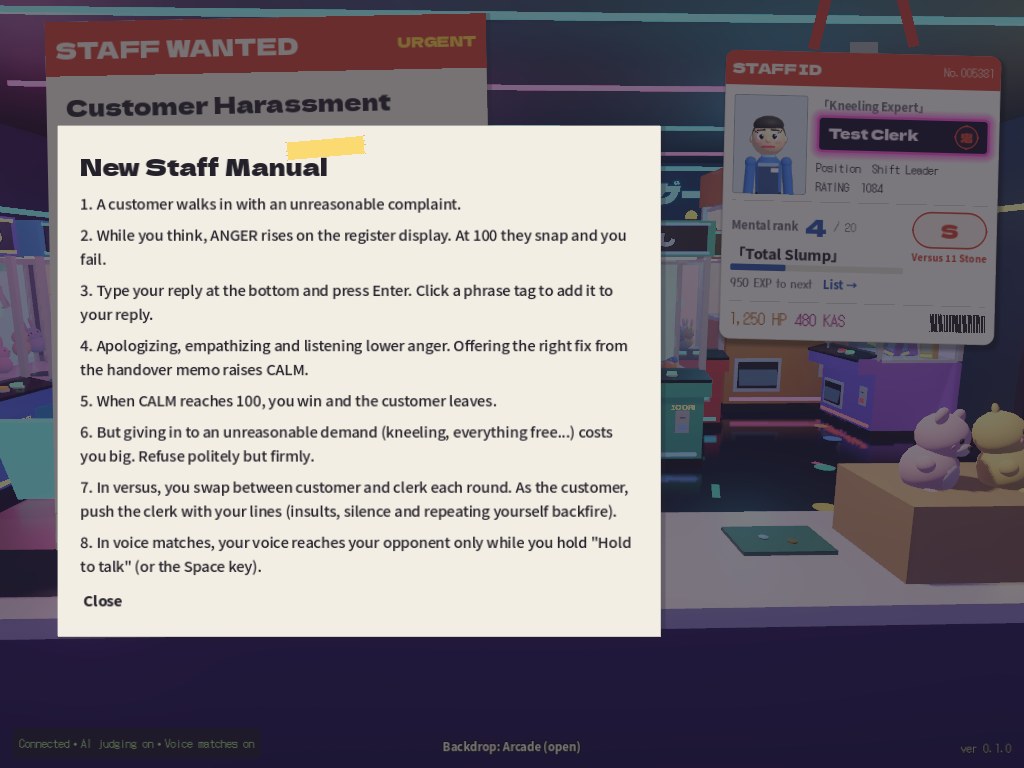 STAFF WANTED
URGENT
Customer Harassment
New Staff Manual
1. A customer walks in with an unreasonable complaint.
2. While you think, ANGER rises on the register display. At 100 they snap and you
fail.
3. Type your reply at the bottom and press Enter. Click a phrase tag to add it to
your reply.
4. Apologizing, empathizing and listening lower anger. Offering the right fix from
the handover memo raises CALM.
5. When CALM reaches 100, you win and the customer leaves.
6. But giving in to an unreasonable demand (kneeling, everything free...) costs
you big. Refuse politely but firmly.
7. In versus, you swap between customer and clerk each round. As the customer,
push the clerk with your lines (insults, silence and repeating yourself backfire).
8. In voice matches, your voice reaches your opponent only while you hold "Hold
to talk" (or the Space key).
Close
STAFF ID
No. 005381
「Kneeling Expert」
Test Clerk
Position Shift Leader
RATING 1084
Mental rank 4 / 20
「Total Slump」
950 EXP to next List →
S
Versus 11 Stone
1,250 HP 480 KAS
Connected • AI judging on • Voice matches on
Backdrop: Arcade (open)
ver 0.1.0